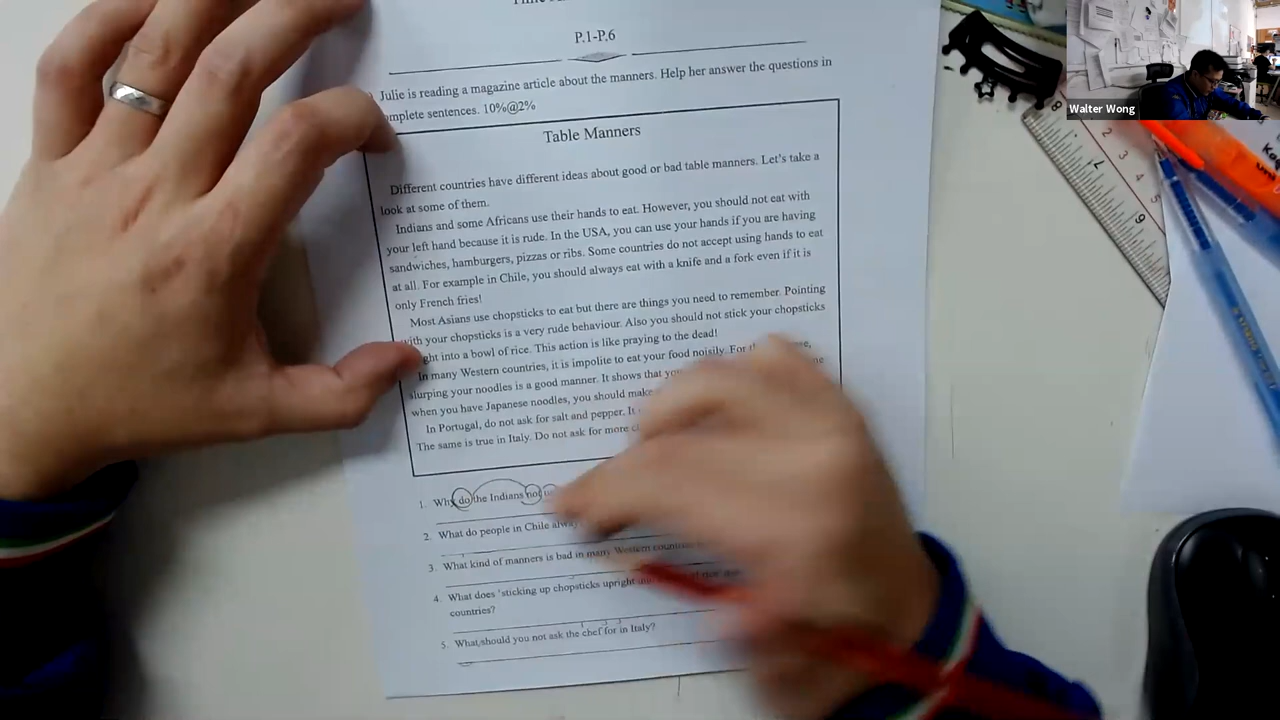 P.1-P.6
Julie is reading a magazine article about the manners. Help her answer the questions in
mplete sentences. 10%@2%
Table Manners
Different countries have different ideas about good or bad table manners. Let's take a
look at some of them.
Indians and some Africans use their hands to eat. However, you should not eat with
your left hand because it is rude. In the USA, you can use your hands if you are having
sandwiches, hamburgers, pizzas or ribs. Some countries do not accept using hands to eat
at all. For example in Chile, you should always eat with a knife and a fork even if it is
only French fries!
Most Asians use chopsticks to eat but there are things you need to remember. Pointing
with your chopsticks is a very rude behaviour. Also you should not stick your chopsticks
ght into a bowl of rice. This action is like praying to the dead!
In many Western countries, it is impolite to eat your food noisily. For
slurping your noodles is a good manner. It shows that
when you have Japanese noodles, you should make
In Portugal, do not ask for salt and pepper. It
The same is true in Italy. Do not ask for more
1. Why do the Indians not
2. What do people in Chile
3. What kind of manners is bad in many Western
4. What does 'sticking up chopsticks upright
countries?
5. What should you not ask the chef for in Italy?
Walter Wong